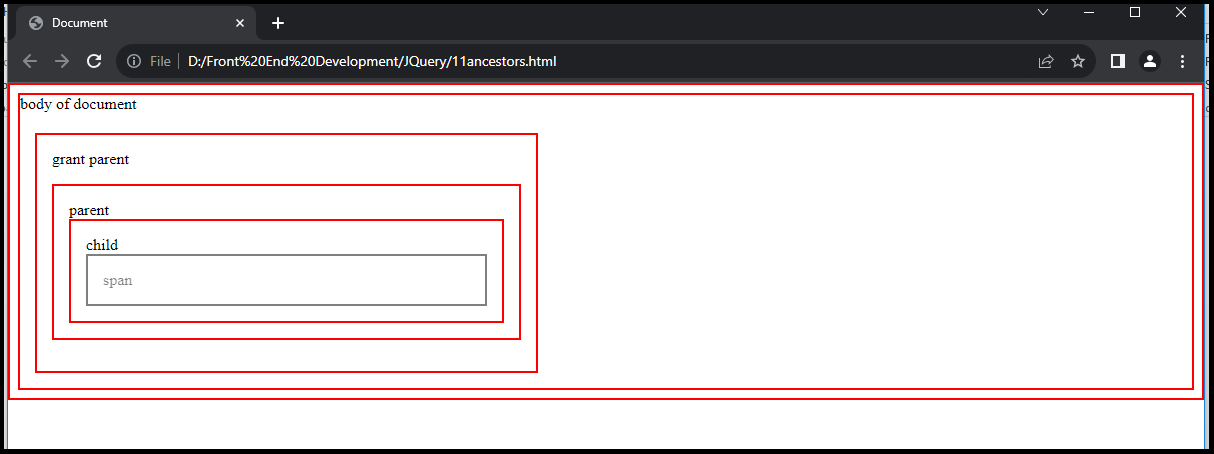 Document
File D:/Front%20End%20Development/JQuery/11ancestors.html
body of document
grant parent
parent
child
span